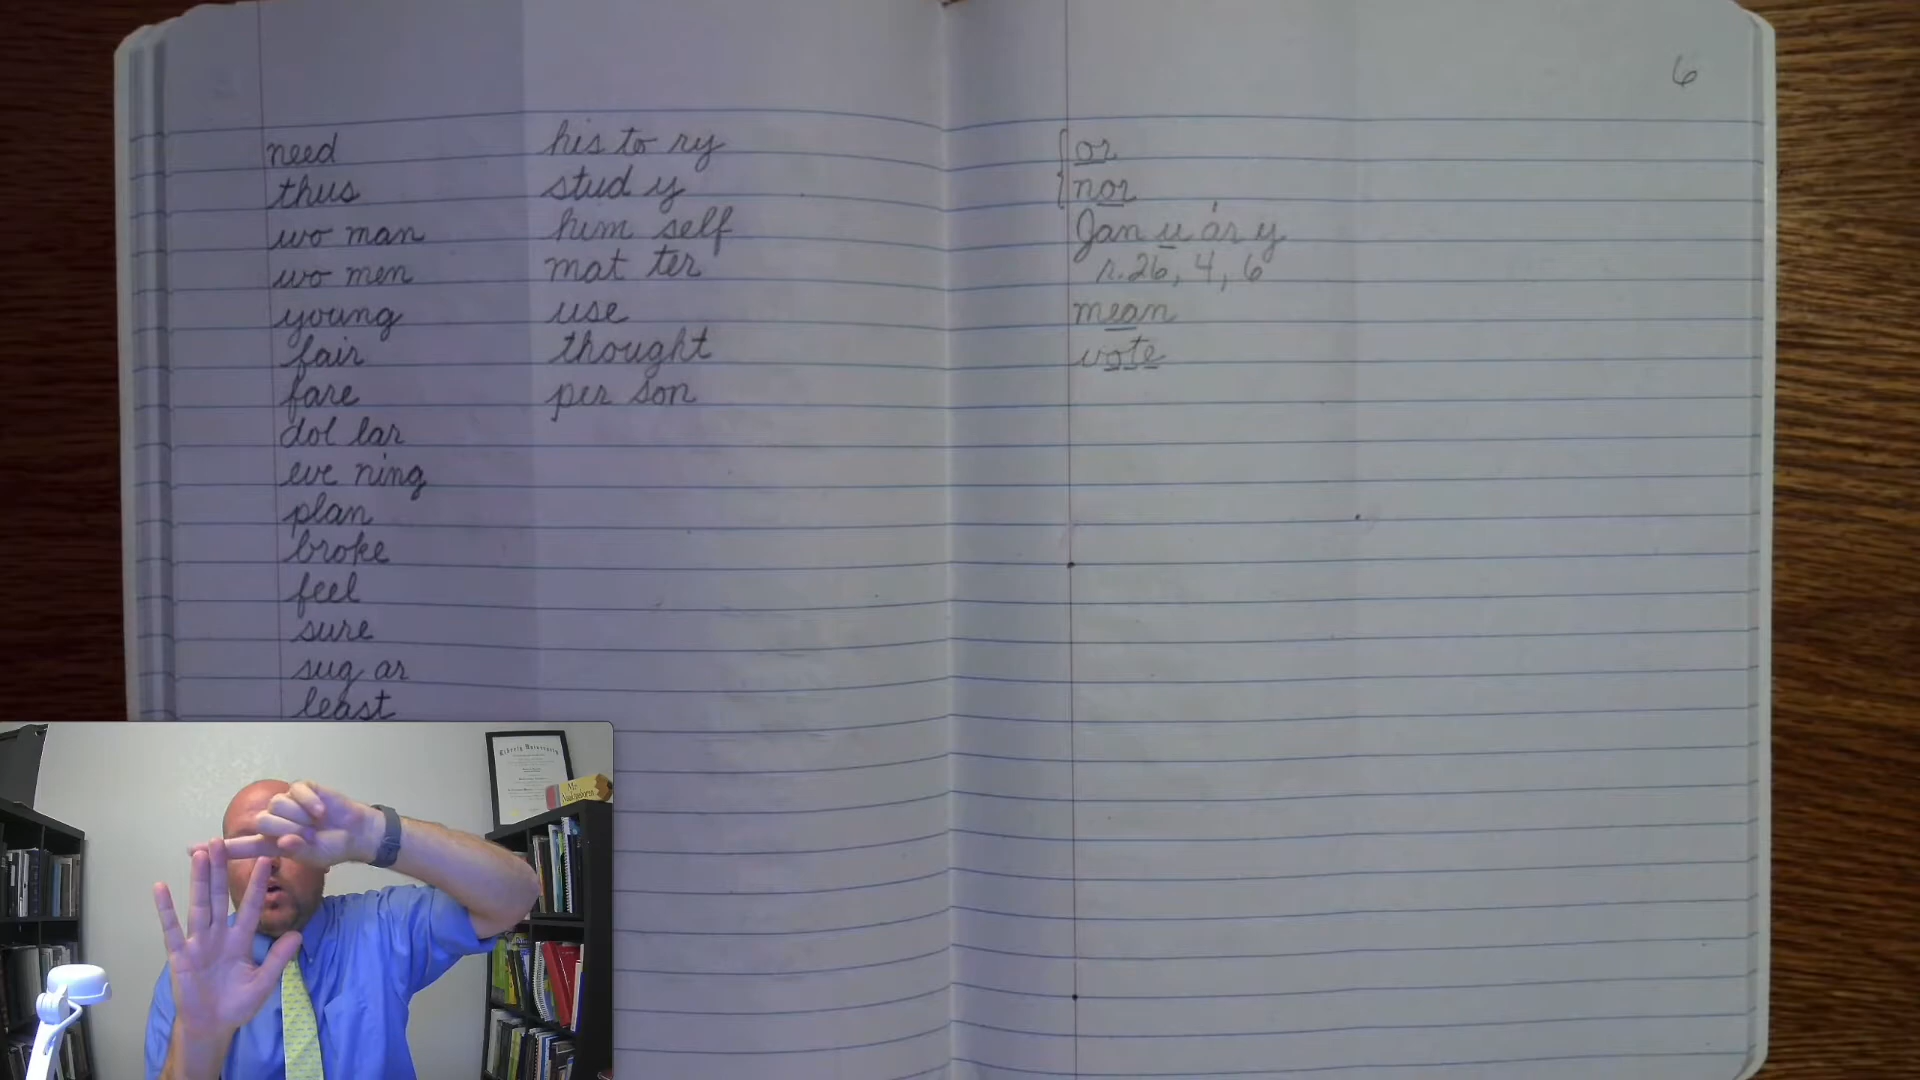 need
thus
wo man
wo men
young
fair
fare
dol lar
eve ning
plan
broke
feel
sure
sug ar
least
his to ry
stud y
him self
mat ter
use
thought
per son
6
or
nor
Jan u ar y
r. 26, 4, 6
mean
vote